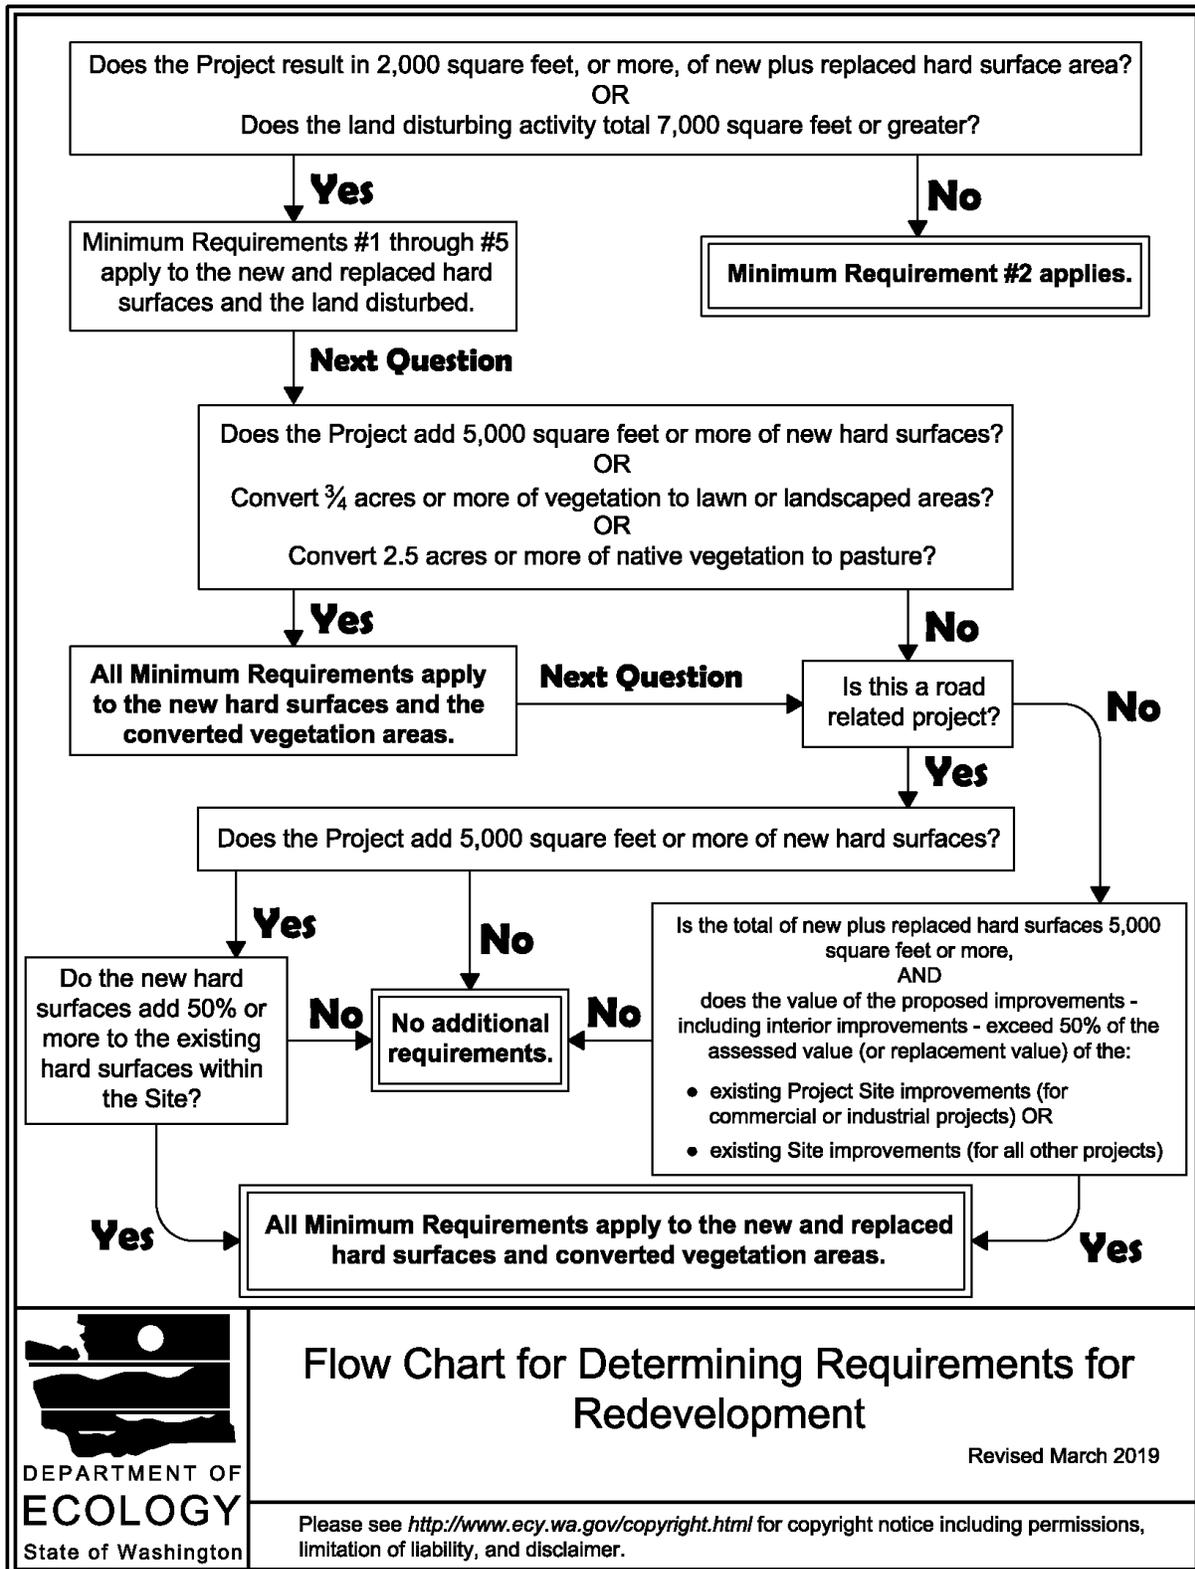 Does the Project result in 2,000 square feet, or more, of new plus replaced hard surface area?
OR
Does the land disturbing activity total 7,000 square feet or greater?
Yes
No
Minimum Requirements #1 through #5
apply to the new and replaced hard
surfaces and the land disturbed.
Minimum Requirement #2 applies.
Next Question
Does the Project add 5,000 square feet or more of new hard surfaces?
OR
Convert ¾ acres or more of vegetation to lawn or landscaped areas?
OR
Convert 2.5 acres or more of native vegetation to pasture?
Yes
No
All Minimum Requirements apply
to the new hard surfaces and the
converted vegetation areas.
Next Question
Is this a road
related project?
No
Yes
Does the Project add 5,000 square feet or more of new hard surfaces?
Yes
No
Do the new hard
surfaces add 50% or
more to the existing
hard surfaces within
the Site?
No
No additional
requirements.
No
Is the total of new plus replaced hard surfaces 5,000
square feet or more,
AND
does the value of the proposed improvements -
including interior improvements - exceed 50% of the
assessed value (or replacement value) of the:
• existing Project Site improvements (for
commercial or industrial projects) OR
• existing Site improvements (for all other projects)
Yes
All Minimum Requirements apply to the new and replaced
hard surfaces and converted vegetation areas.
Yes
DEPARTMENT OF
ECOLOGY
State of Washington
Flow Chart for Determining Requirements for
Redevelopment
Revised March 2019
Please see http://www.ecy.wa.gov/copyright.html for copyright notice including permissions,
limitation of liability, and disclaimer.